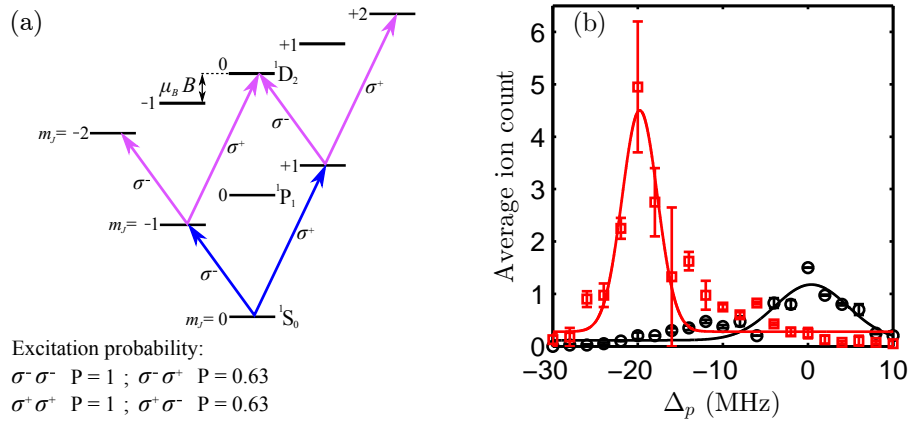 (a)
+2
+1
0
¹D₂
μ_B B
-1
m_J= -2
σ⁺
σ⁻
σ⁺
σ⁻
+1
0
¹P₁
m_J= -1
σ⁺
σ⁻
m_J= 0
¹S₀
Excitation probability:
σ⁻σ⁻ P = 1 ; σ⁻σ⁺ P = 0.63
σ⁺σ⁺ P = 1 ; σ⁺σ⁻ P = 0.63
(b)
Average ion count
6
5
4
3
2
1
0
-30 -20 -10 0 10
Δ_p (MHz)